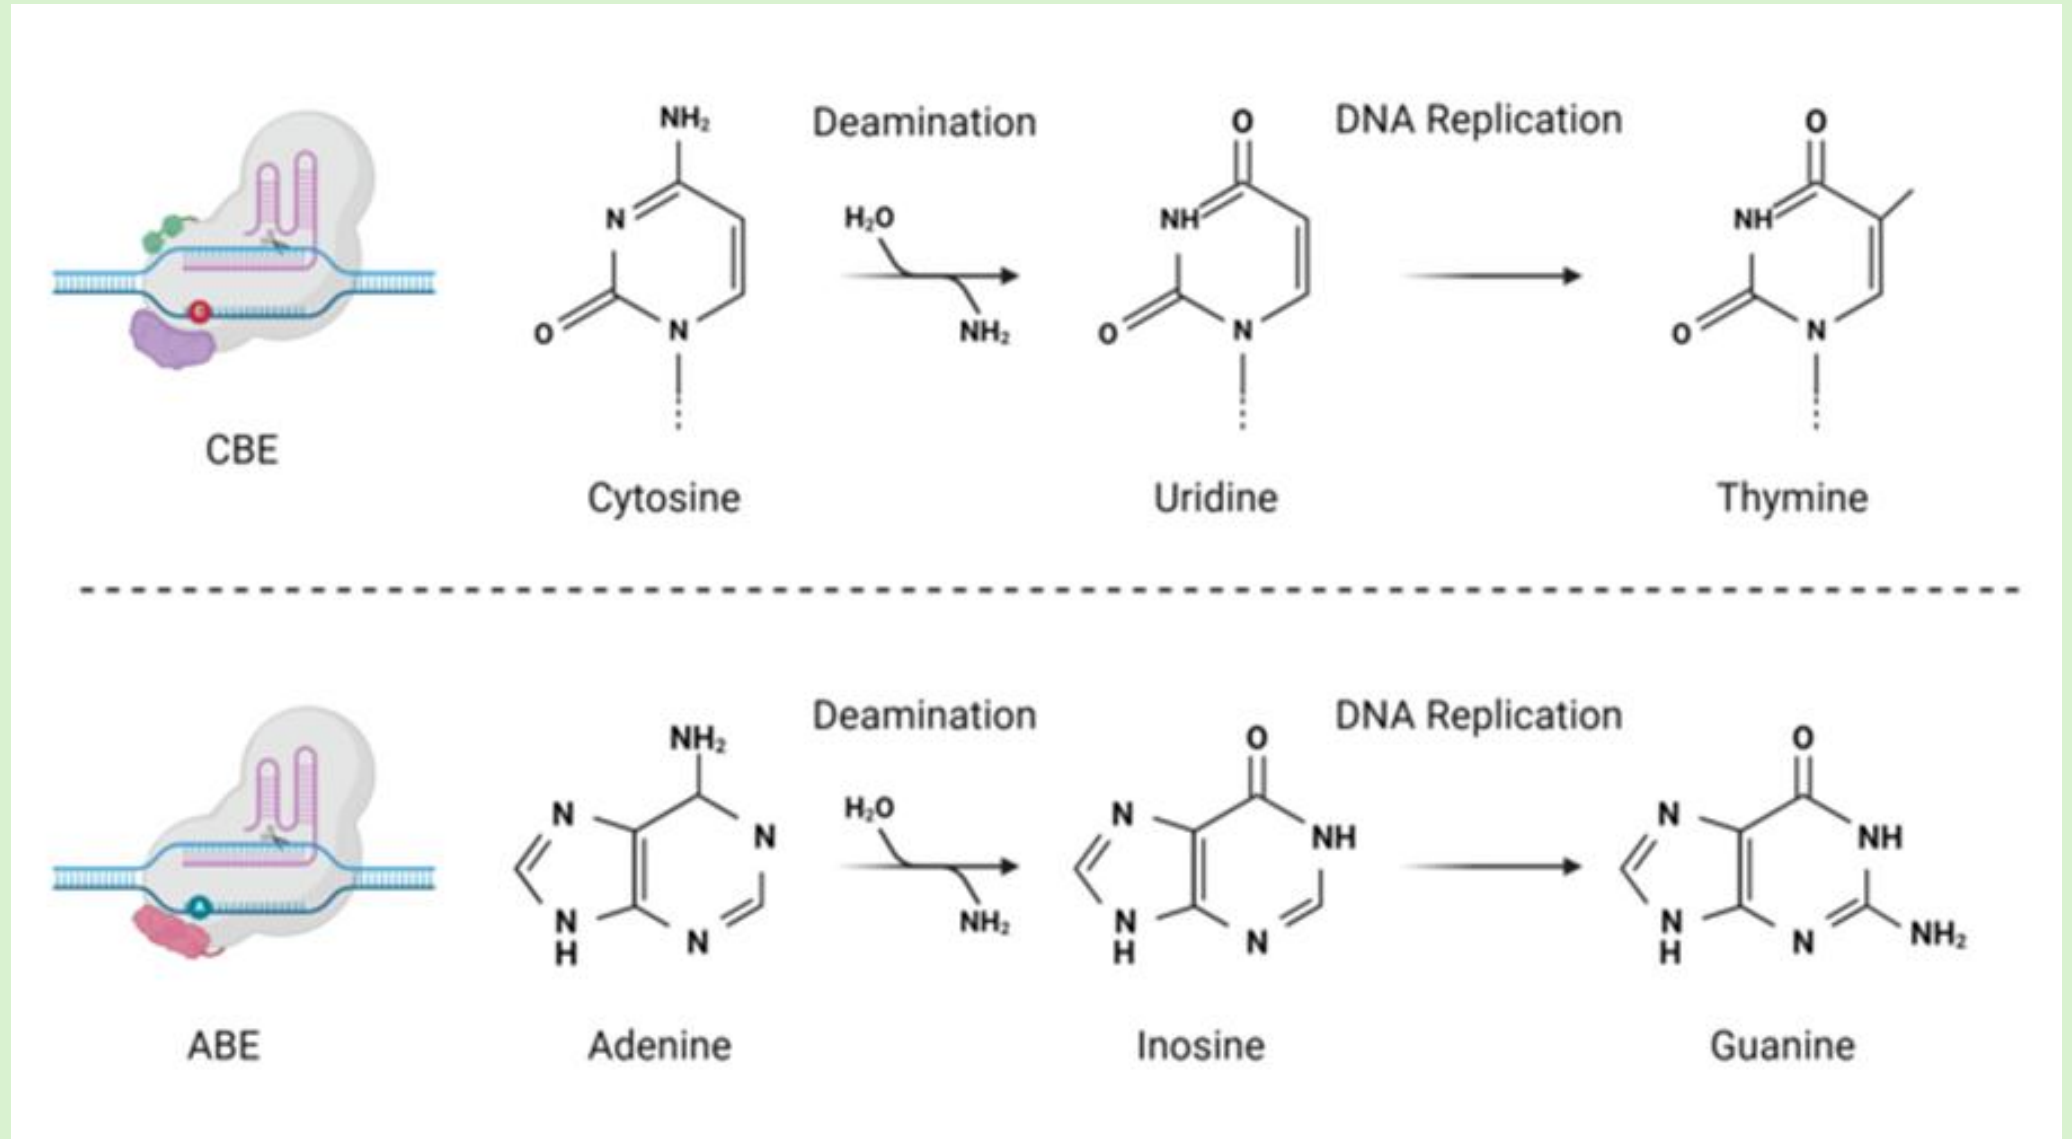 NH₂
Deamination
O
DNA Replication
O
N
H₂O
NH
NH
C
O
N
NH₂
O
N
O
N
CBE
Cytosine
Uridine
Thymine
NH₂
Deamination
O
DNA Replication
O
N
N
H₂O
N
NH
N
NH
A
N
H
N
NH₂
N
H
N
N
H
N
NH₂
ABE
Adenine
Inosine
Guanine